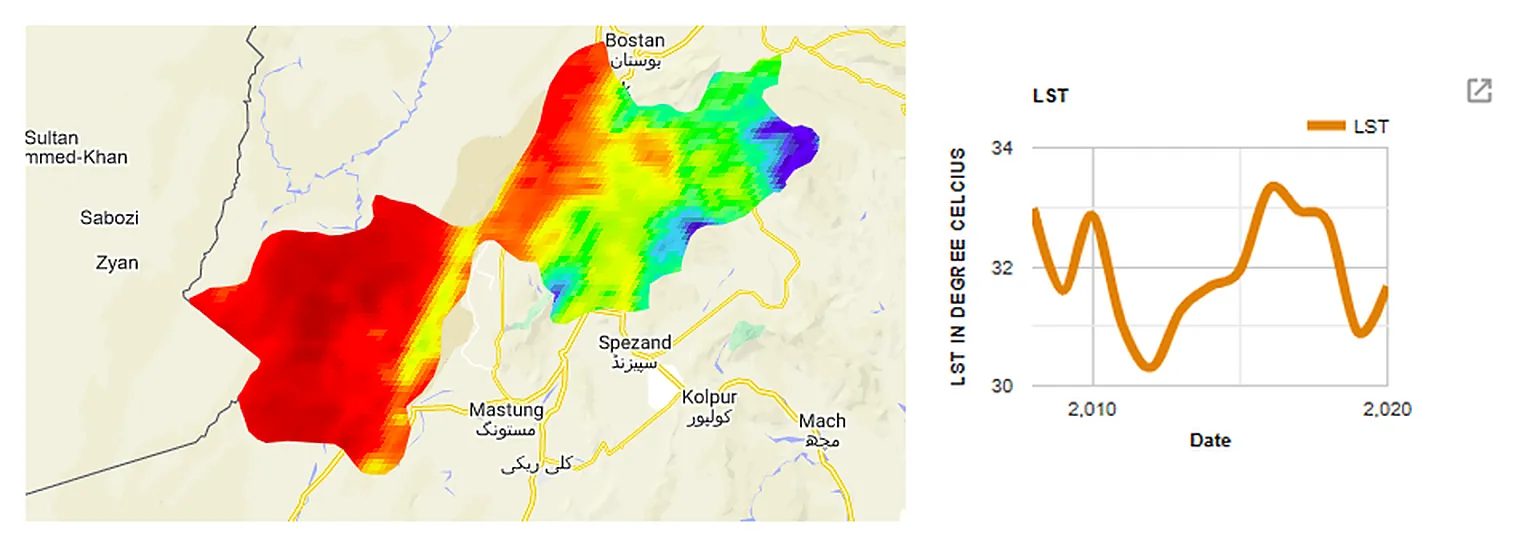 Bostan
بوستان
Sultan
mmed-Khan
Sabozi
Zyan
Spezand
سپیزنڈ
Kolpur
کولپور
Mastung
مستونگ
Mach
مچھ
کلی ریکی
LST
LST
LST IN DEGREE CELCIUS
34
32
30
2,010
2,020
Date